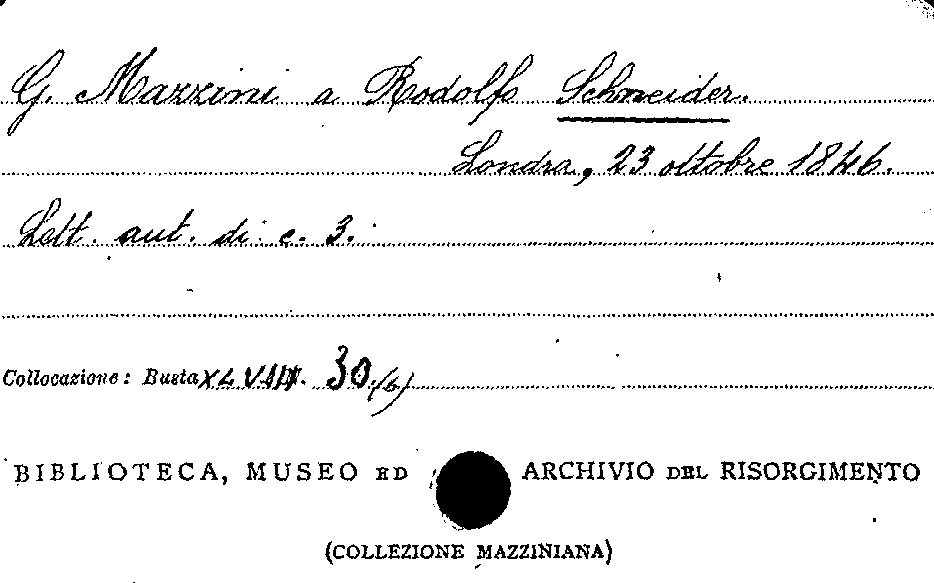 G. Mazzini a Rodolfo Schneider.
Londra, 23 ottobre 1846.
Lett. aut. di c. 3.
Collocazione: Busta XLVIII. 30.(6)
BIBLIOTECA, MUSEO ED ARCHIVIO DEL RISORGIMENTO
(COLLEZIONE MAZZINIANA)